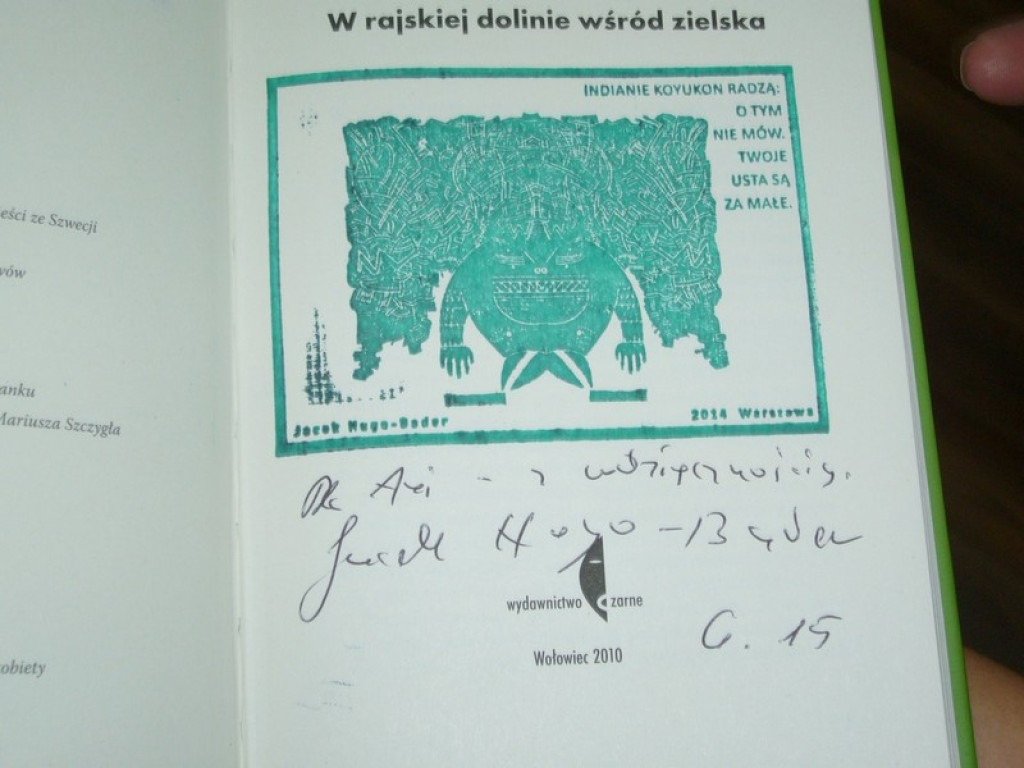 W rajskiej dolinie wśród zielska
INDIANIE KOYUKON RADZĄ:
O TYM
NIE MÓW.
TWOJE
USTA SĄ
ZA MAŁE.
Jacek Hugo-Bader
2014 Warszawa
eści ze Szwecji
wów
anku
Mariusza Szczygła
obiety
Dla Ani - z wdzięcznością.
Jacek Hugo-Bader
wydawnictwo Czarne
6. 15
Wołowiec 2010